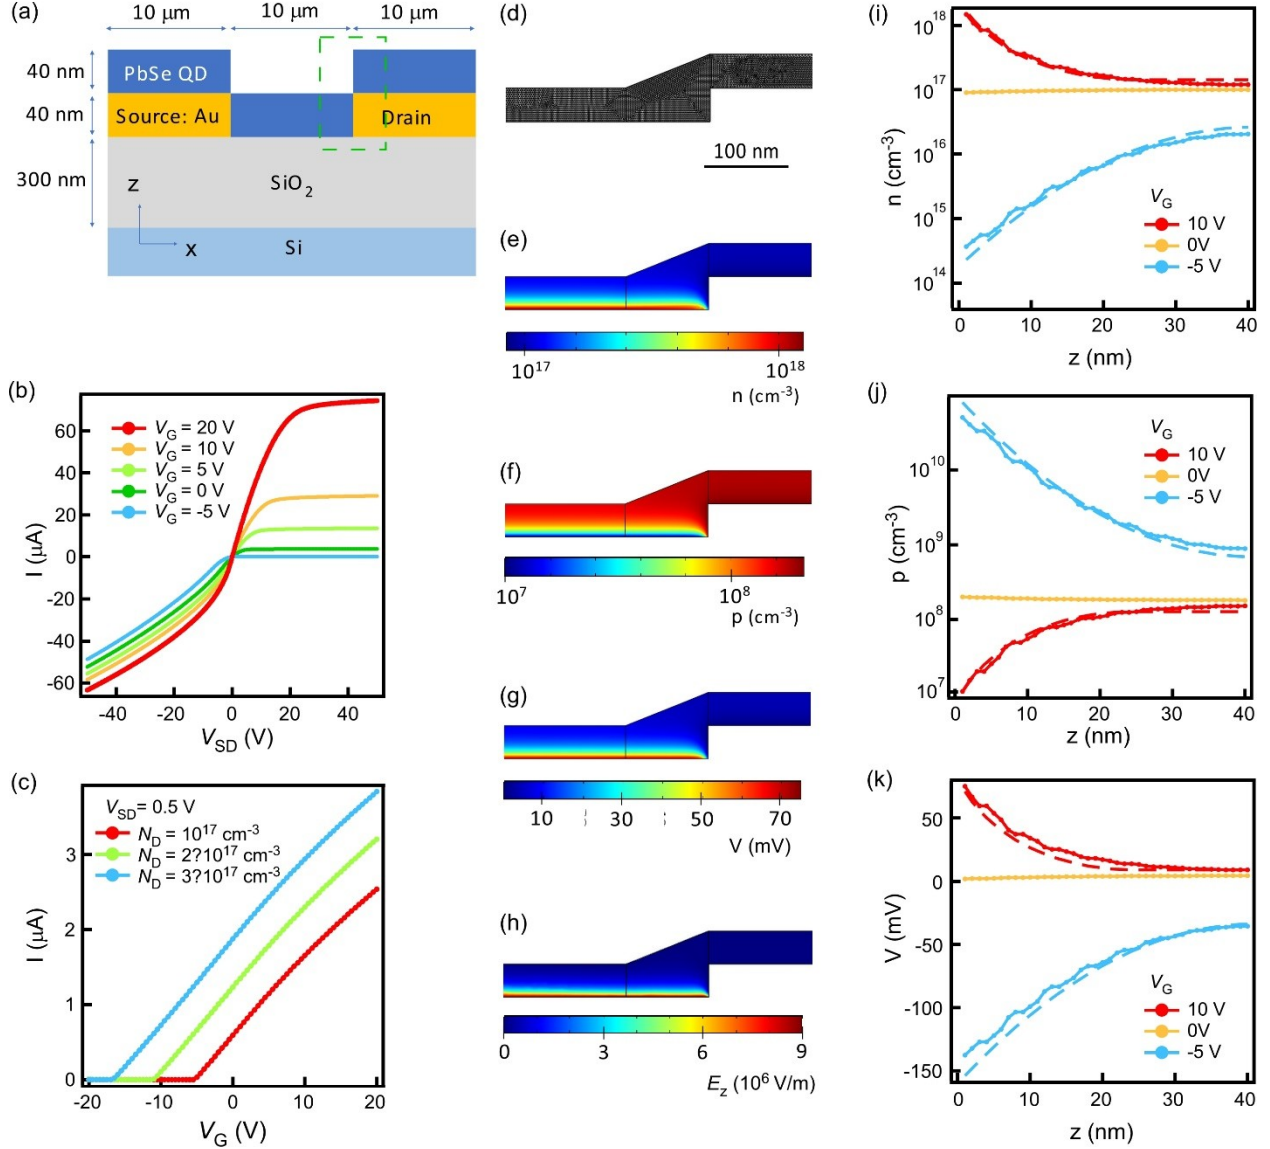 (a)
10 μm
10 μm
10 μm
40 nm
PbSe QD
40 nm
Source: Au
Drain
300 nm
z
SiO2
x
Si
(b)
VG = 20 V
VG = 10 V
VG = 5 V
VG = 0 V
VG = -5 V
60
40
20
0
-20
-40
-60
I (μA)
-40
-20
0
20
40
VSD (V)
(c)
VSD= 0.5 V
ND = 10^17 cm^-3
ND = 2?10^17 cm^-3
ND = 3?10^17 cm^-3
3
2
1
0
I (μA)
-20
-10
0
10
20
VG (V)
(d)
100 nm
(e)
10^17
10^18
n (cm^-3)
(f)
10^7
10^8
p (cm^-3)
(g)
10
30
50
70
V (mV)
(h)
0
3
6
9
Ez (10^6 V/m)
(i)
10^18
10^17
10^16
10^15
10^14
n (cm^-3)
VG
10 V
0V
-5 V
0
10
20
30
40
z (nm)
(j)
10^10
10^9
10^8
10^7
p (cm^-3)
VG
10 V
0V
-5 V
0
10
20
30
40
z (nm)
(k)
50
0
-50
-100
-150
V (mV)
VG
10 V
0V
-5 V
0
10
20
30
40
z (nm)